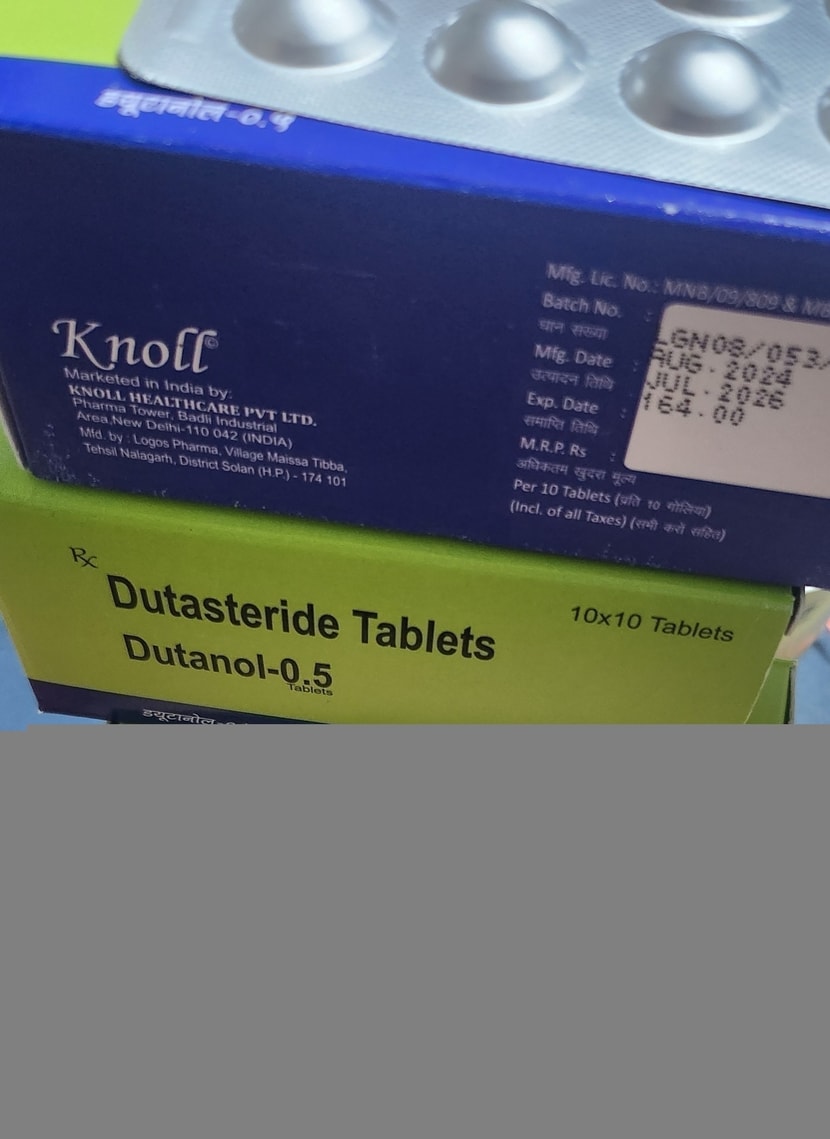 ड्यूटानोल-0.५
Knoll
Marketed in India by:
KNOLL HEALTHCARE PVT LTD.
Pharma Tower, Badli Industrial
Area,New Delhi-110 042 (INDIA)
Mfd. by : Logos Pharma, Village Maissa Tibba,
Tehsil Nalagarh, District Solan (H.P.) - 174 101
Mfg. Lic. No.: MNB/09/809 & MB
Batch No. : LGN08/053/
घान संख्या
Mfg. Date : AUG.2024
उत्पादन तिथि
Exp. Date : JUL.2026
समाप्ति तिथि
M.R.P. Rs : 164.00
अधिकतम खुदरा मूल्य
Per 10 Tablets (प्रति 10 गोलियां)
(Incl. of all Taxes) (सभी करों सहित)
Rx
Dutasteride Tablets
10x10 Tablets
Dutanol-0.5
Tablets
ड्यूटानोल